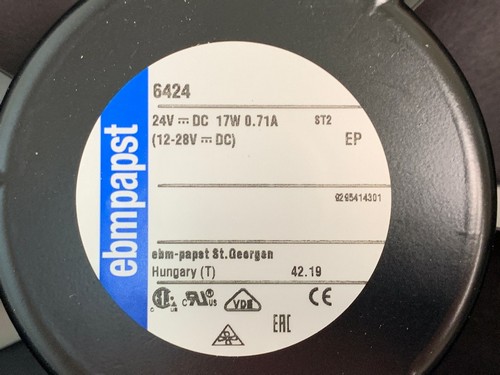 ebmpapst
6424
24V ⎓ DC 17W 0.71A ST2
(12-28V ⎓ DC) EP
9295414301
ebm-papst St.Georgen
Hungary (T) 42.19
VDE CE
EAC